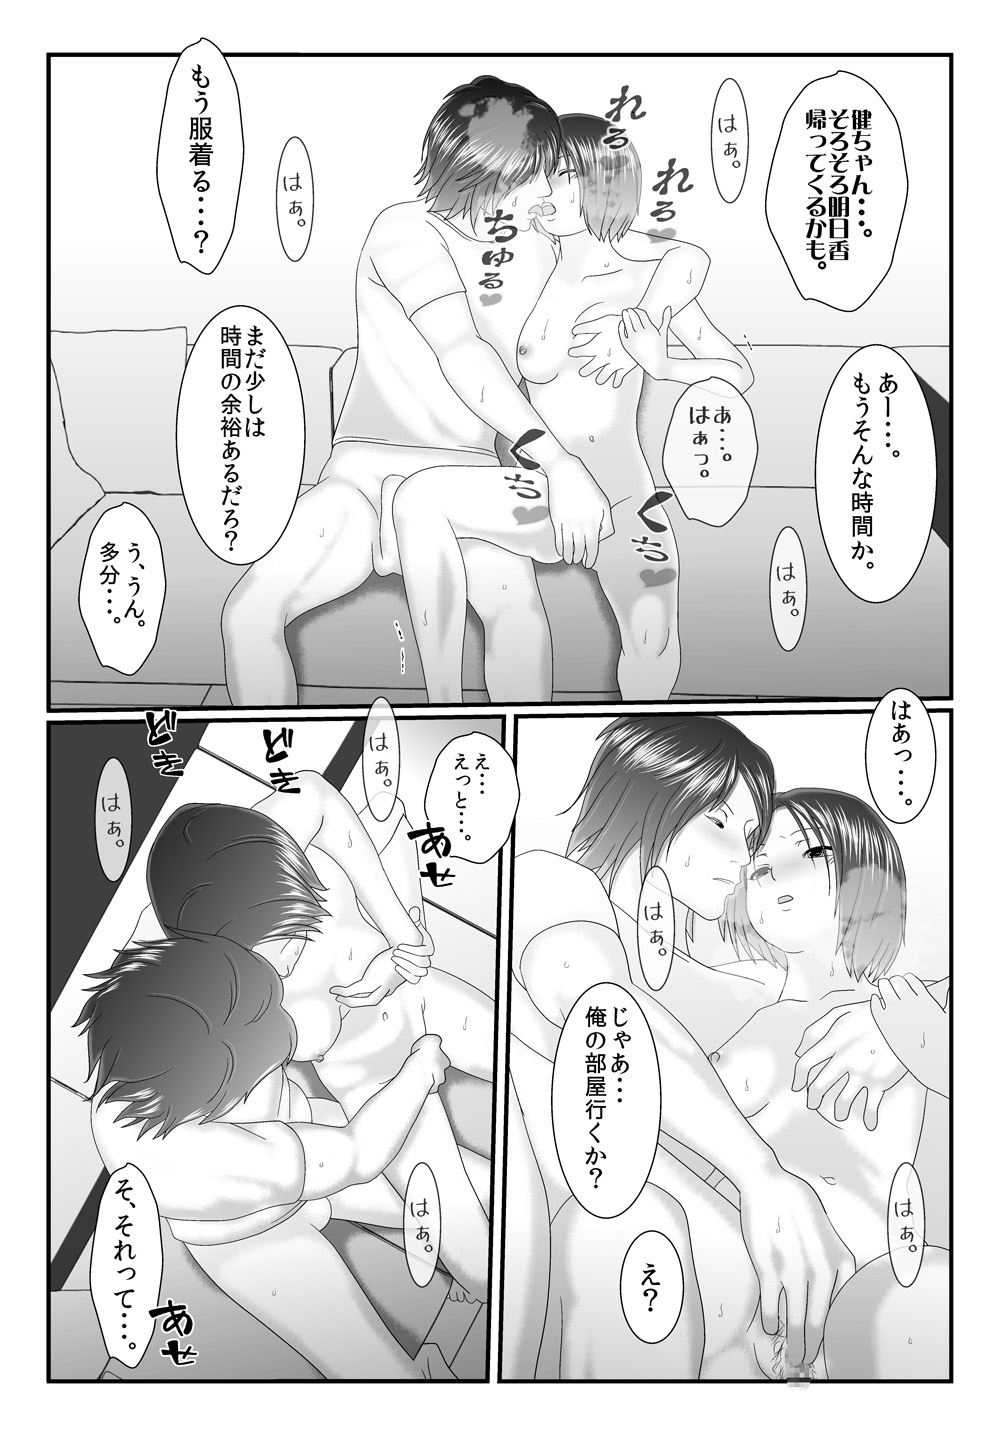 健ちゃん・・・。
そろそろ明日香
帰ってくるかも。
はぁ。
れる
れる
ちゅる
はぁ。
もう服着る・・・？
あー・・・。
もうそんな時間か。
あ・・・。
はぁっ。
くち
くち
はぁ。
まだ少しは
時間の余裕あるだろ？
う、うん。
多分・・・。
はあっ・・・。
はぁ。
じゃあ・・・
俺の部屋行くか？
はぁ。
え？
え・・・
えっと・・・。
はぁ。
どき
どき
はぁ。
あせ
はぁ。
そ、それって・・・。
あせ